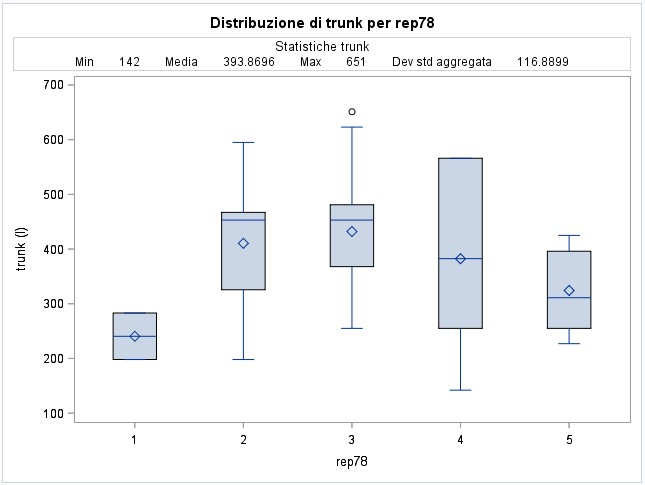 Distribuzione di trunk per rep78
Statistiche trunk
Min 142 Media 393.8696 Max 651 Dev std aggregata 116.8899
700
600
500
400
300
200
100
trunk (l)
1 2 3 4 5
rep78